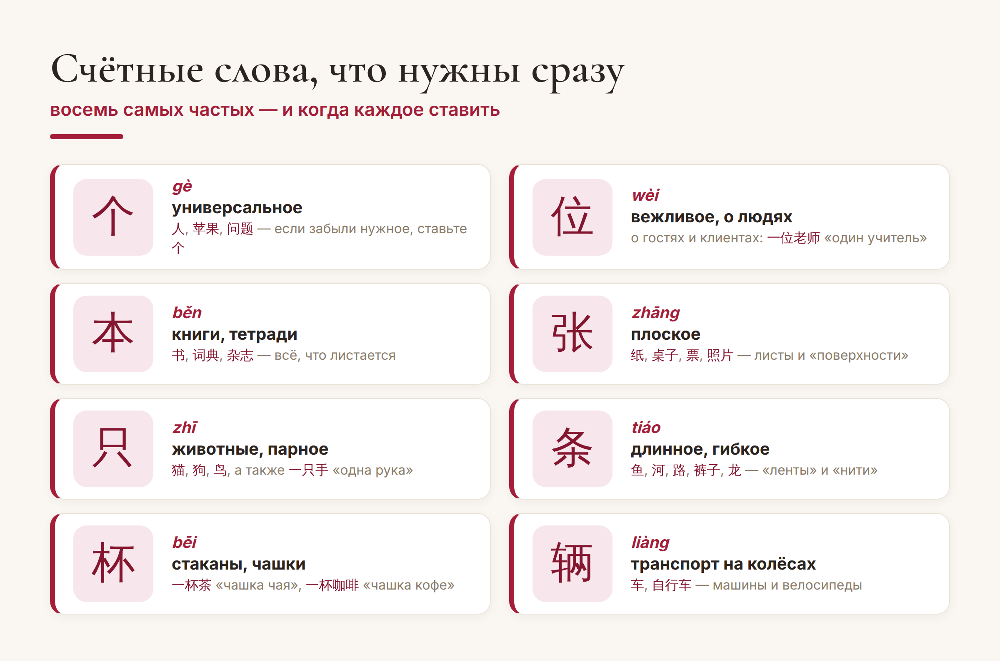 Счётные слова, что нужны сразу
восемь самых частых — и когда каждое ставить
个
gè
универсальное
人, 苹果, 问题 — если забыли нужное, ставьте
个
位
wèi
вежливое, о людях
о гостях и клиентах: 一位老师 «один учитель»
本
běn
книги, тетради
书, 词典, 杂志 — всё, что листается
张
zhāng
плоское
纸, 桌子, 票, 照片 — листы и «поверхности»
只
zhī
животные, парное
猫, 狗, 鸟, а также 一只手 «одна рука»
条
tiáo
длинное, гибкое
鱼, 河, 路, 裤子, 龙 — «ленты» и «нити»
杯
bēi
стаканы, чашки
一杯茶 «чашка чая», 一杯咖啡 «чашка кофе»
辆
liàng
транспорт на колёсах
车, 自行车 — машины и велосипеды